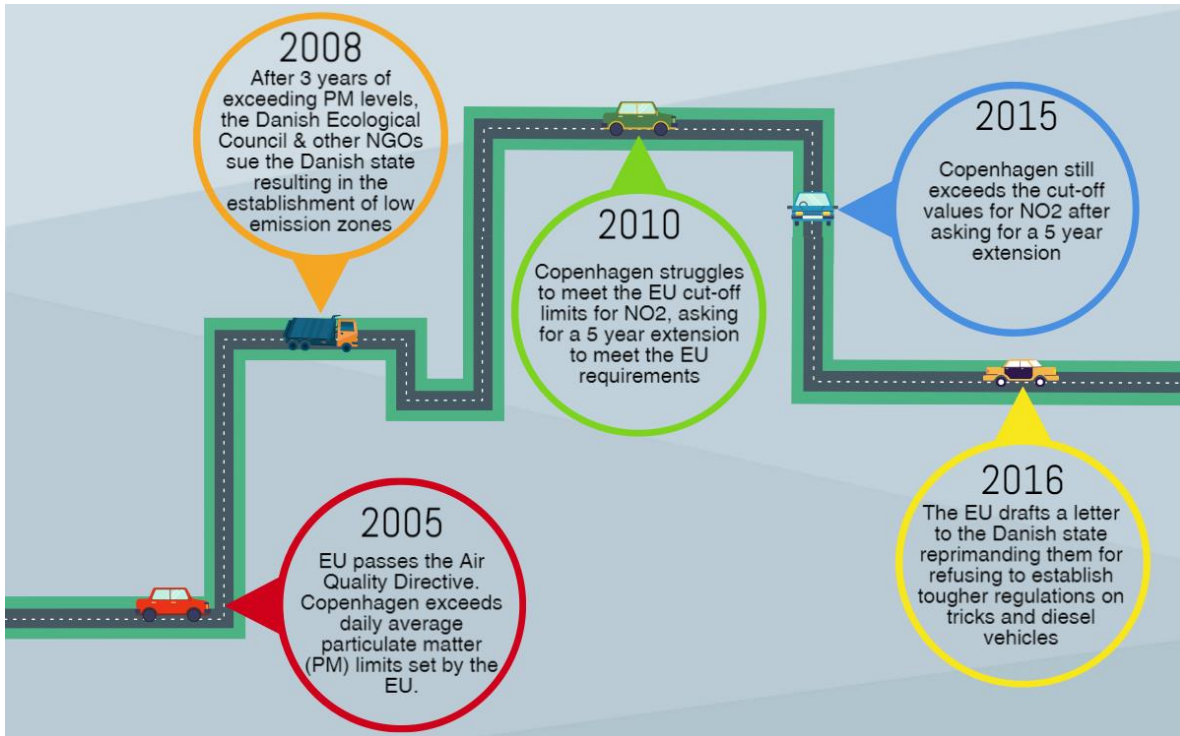 2008
After 3 years of
exceeding PM levels,
the Danish Ecological
Council & other NGOs
sue the Danish state
resulting in the
establishment of low
emission zones
2010
Copenhagen struggles
to meet the EU cut-off
limits for NO2, asking
for a 5 year extension
to meet the EU
requirements
2015
Copenhagen still
exceeds the cut-off
values for NO2 after
asking for a 5 year
extension
2005
EU passes the Air
Quality Directive.
Copenhagen exceeds
daily average
particulate matter
(PM) limits set by the
EU.
2016
The EU drafts a letter
to the Danish state
reprimanding them for
refusing to establish
tougher regulations on
tricks and diesel
vehicles